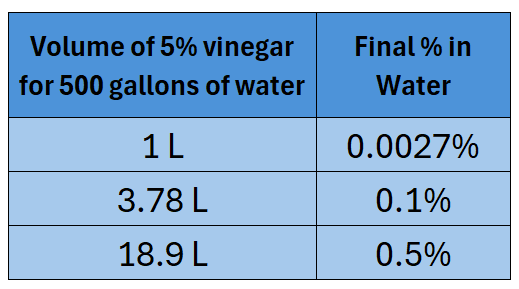 Volume of 5% vinegar
for 500 gallons of water
Final % in
Water
1 L
0.0027%
3.78 L
0.1%
18.9 L
0.5%